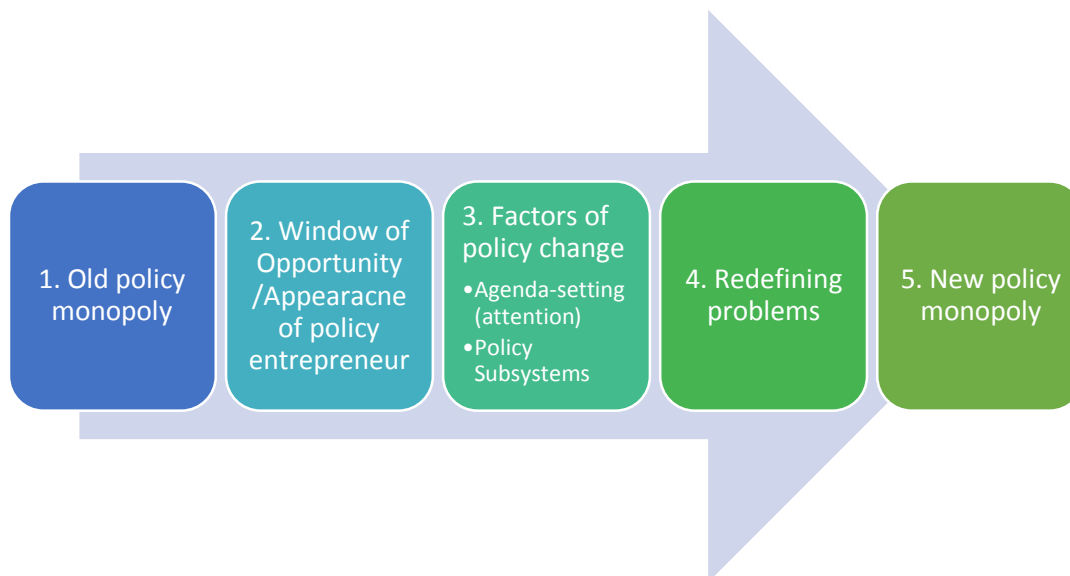 1. Old policy
monopoly
2. Window of
Opportunity
/Appearacne
of policy
entrepreneur
3. Factors of
policy change
•Agenda-setting
(attention)
•Policy
Subsystems
4. Redefining
problems
5. New policy
monopoly